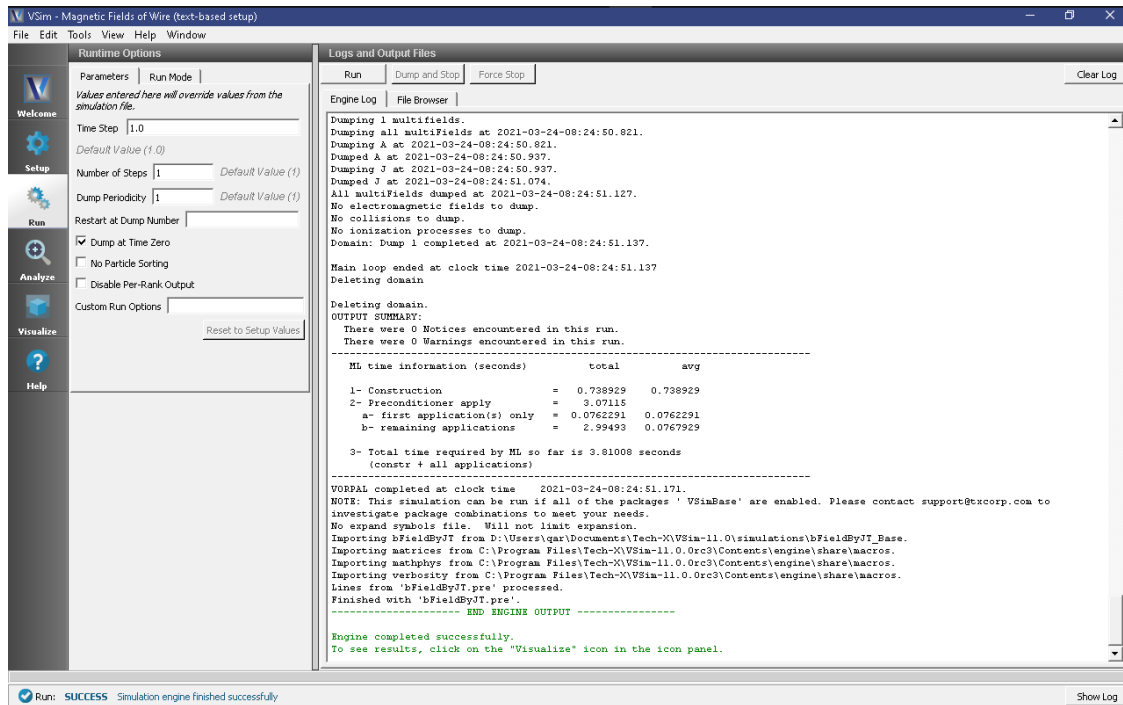 VSim - Magnetic Fields of Wire (text-based setup)
File Edit Tools View Help Window
Runtime Options
Parameters Run Mode
Values entered here will override values from the
simulation file.
Time Step 1.0
Default Value (1.0)
Number of Steps 1 Default Value (1)
Dump Periodicity 1 Default Value (1)
Restart at Dump Number
Dump at Time Zero
No Particle Sorting
Disable Per-Rank Output
Custom Run Options
Reset to Setup Values
Welcome
Setup
Run
Analyze
Visualize
Help
Logs and Output Files
Run Dump and Stop Force Stop Clear Log
Engine Log File Browser
Dumping 1 multifields.
Dumping all multiFields at 2021-03-24-08:24:50.821.
Dumping A at 2021-03-24-08:24:50.821.
Dumped A at 2021-03-24-08:24:50.937.
Dumping J at 2021-03-24-08:24:50.937.
Dumped J at 2021-03-24-08:24:51.074.
All multiFields dumped at 2021-03-24-08:24:51.127.
No electromagnetic fields to dump.
No collisions to dump.
No ionization processes to dump.
Domain: Dump 1 completed at 2021-03-24-08:24:51.137.
Main loop ended at clock time 2021-03-24-08:24:51.137
Deleting domain
Deleting domain.
OUTPUT SUMMARY:
There were 0 Notices encountered in this run.
There were 0 Warnings encountered in this run.
--------------------------------------------------------------------------------
ML time information (seconds) total avg
1- Construction = 0.738929 0.738929
2- Preconditioner apply = 3.07115
a- first application(s) only = 0.0762291 0.0762291
b- remaining applications = 2.99493 0.0767929
3- Total time required by ML so far is 3.81008 seconds
(constr + all applications)
--------------------------------------------------------------------------------
VORPAL completed at clock time 2021-03-24-08:24:51.171.
NOTE: This simulation can be run if all of the packages ' VSimBase' are enabled. Please contact support@txcorp.com to
investigate package combinations to meet your needs.
No expand symbols file. Will not limit expansion.
Importing bFieldByJT from D:\Users\qar\Documents\Tech-X\VSim-11.0\simulations\bFieldByJT_Base.
Importing matrices from C:\Program Files\Tech-X\VSim-11.0.0rc3\Contents\engine\share\macros.
Importing mathphys from C:\Program Files\Tech-X\VSim-11.0.0rc3\Contents\engine\share\macros.
Importing verbosity from C:\Program Files\Tech-X\VSim-11.0.0rc3\Contents\engine\share\macros.
Lines from 'bFieldByJT.pre' processed.
Finished with 'bFieldByJT.pre'.
--------------------- END ENGINE OUTPUT ----------------
Engine completed successfully.
To see results, click on the "Visualize" icon in the icon panel.
Run: SUCCESS Simulation engine finished successfully Show Log